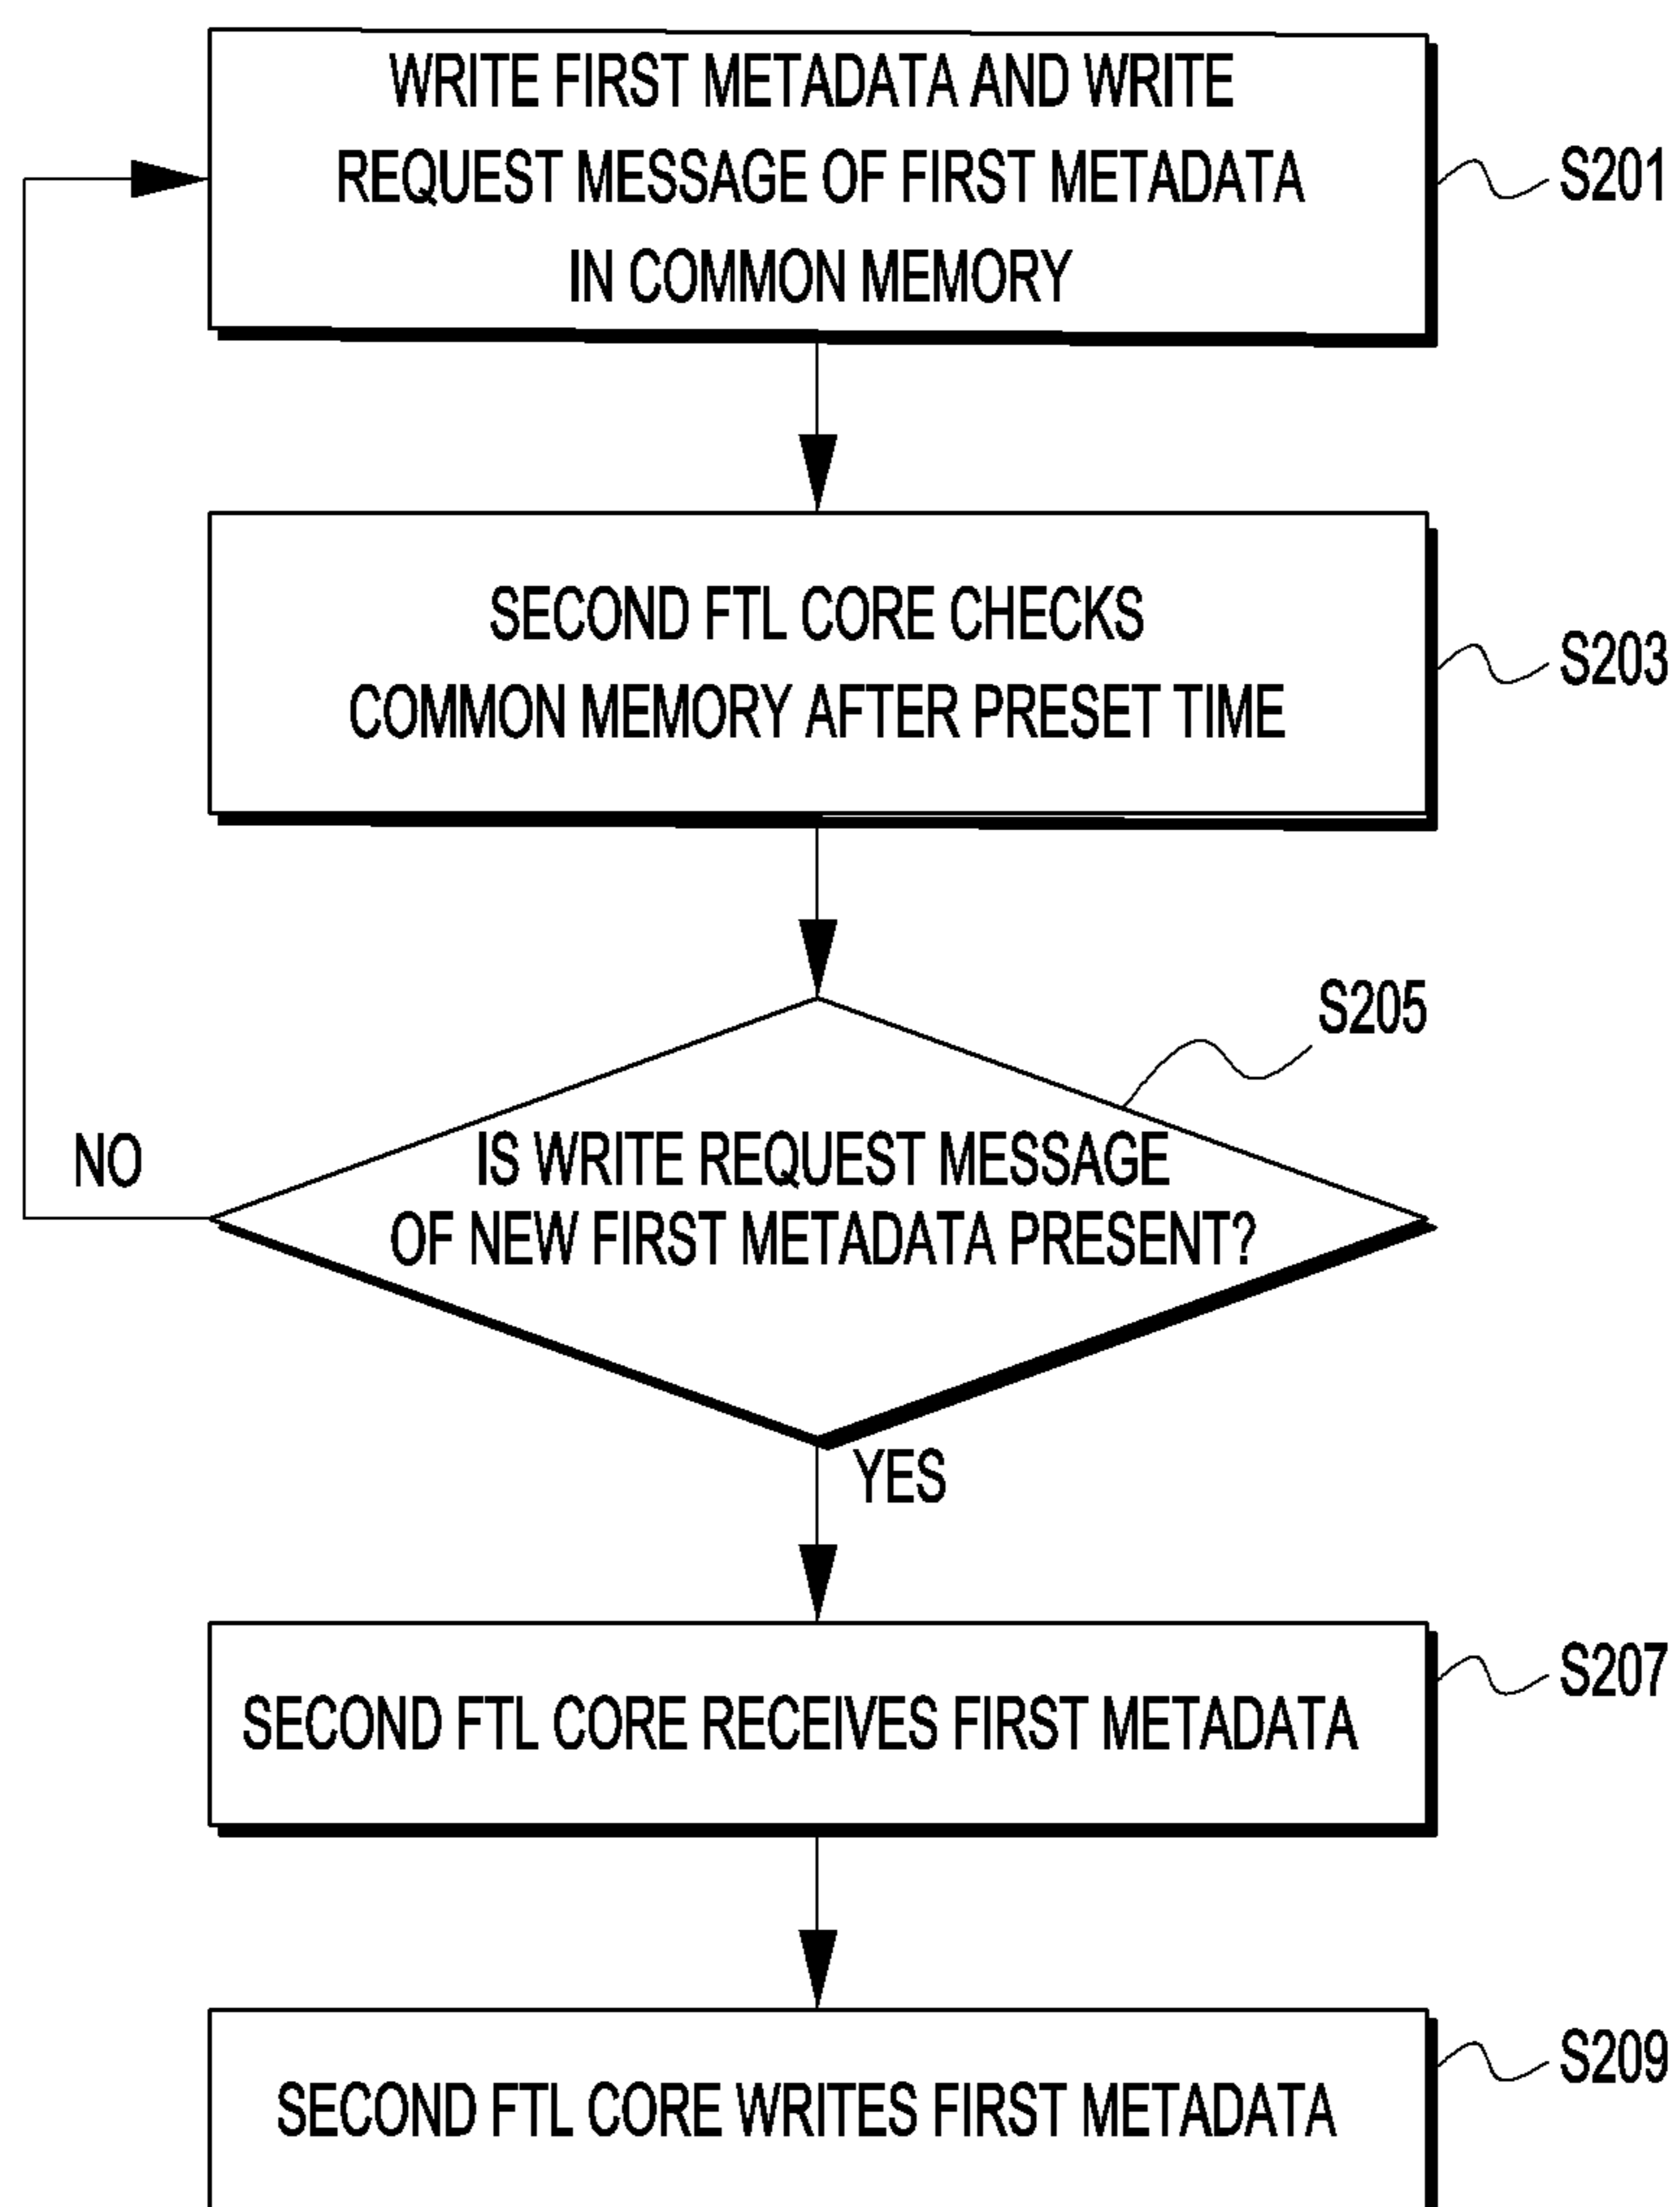 WRITE FIRST METADATA AND WRITE
REQUEST MESSAGE OF FIRST METADATA
IN COMMON MEMORY
S201
SECOND FTL CORE CHECKS
COMMON MEMORY AFTER PRESET TIME
S203
S205
NO
IS WRITE REQUEST MESSAGE
OF NEW FIRST METADATA PRESENT?
YES
SECOND FTL CORE RECEIVES FIRST METADATA
S207
SECOND FTL CORE WRITES FIRST METADATA
S209